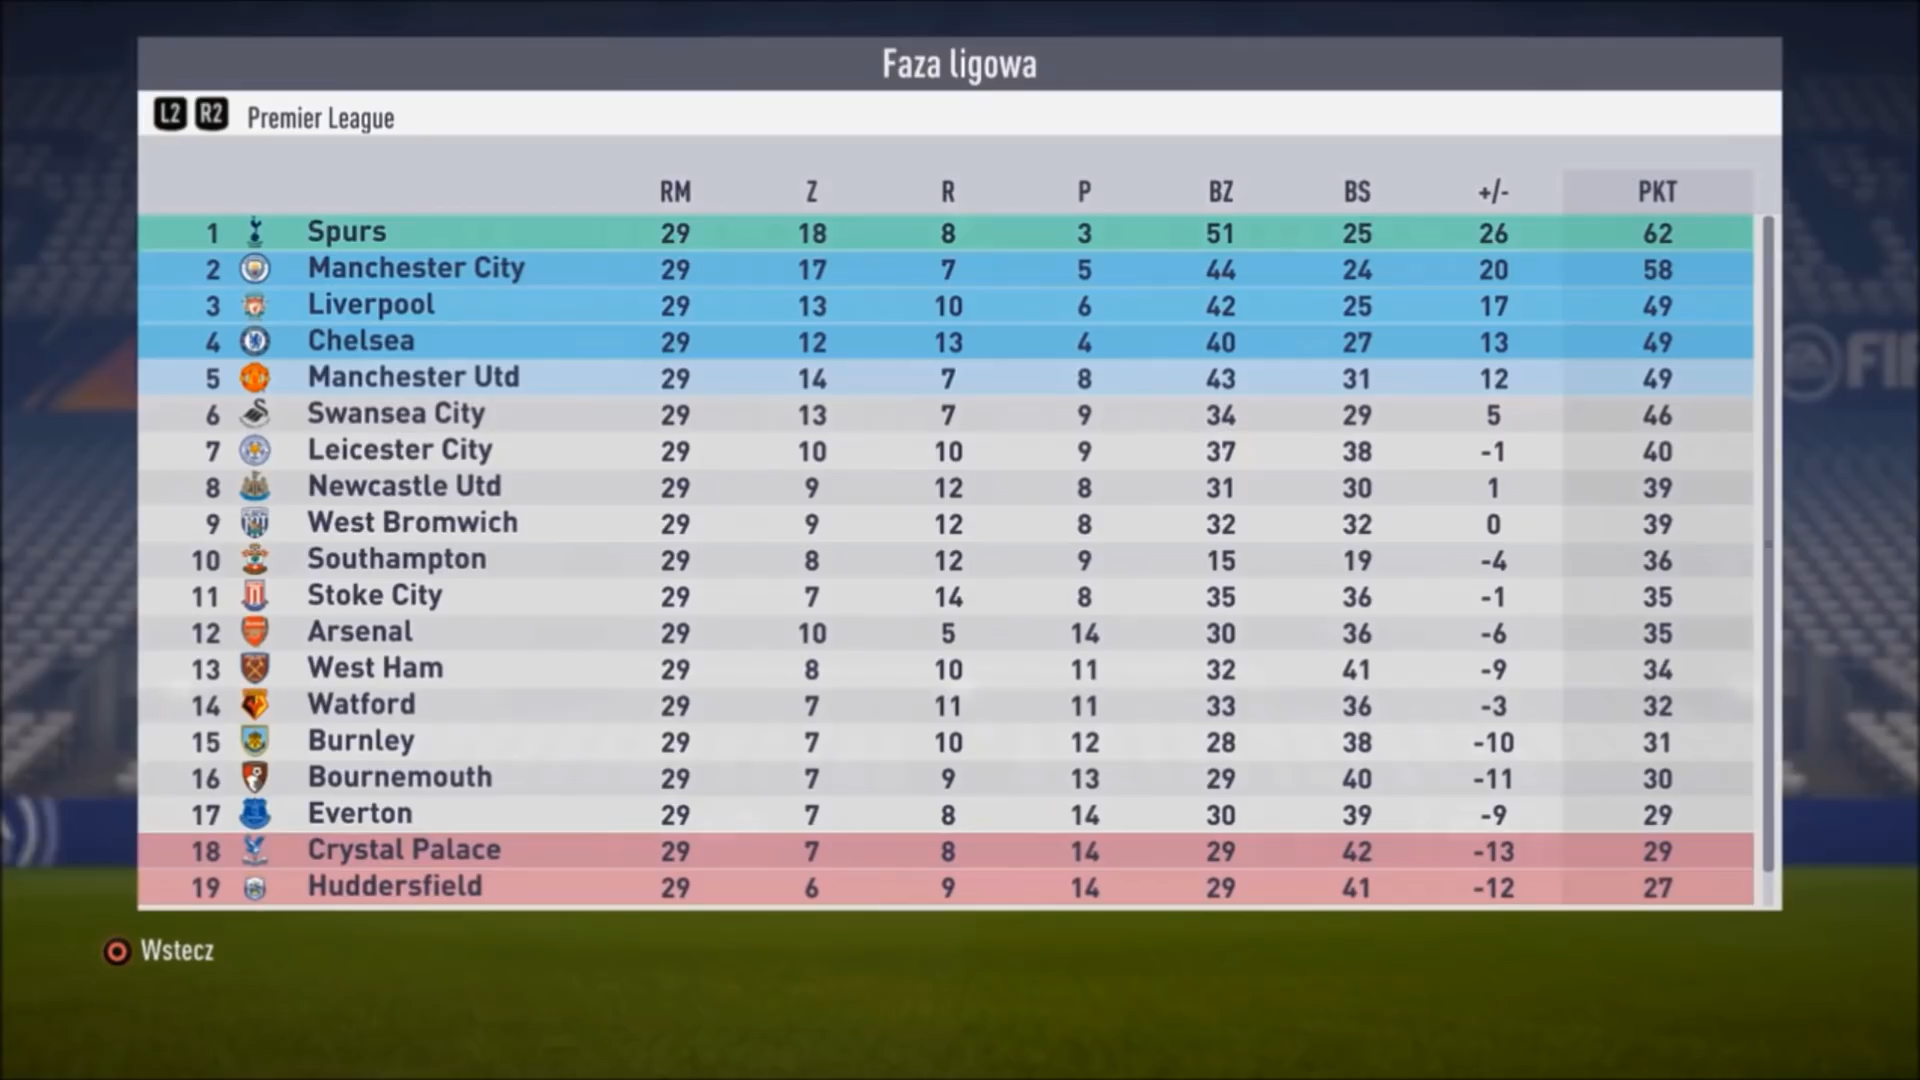 Faza ligowa
L2 R2 Premier League
RM Z R P BZ BS +/- PKT
1 Spurs 29 18 8 3 51 25 26 62
2 Manchester City 29 17 7 5 44 24 20 58
3 Liverpool 29 13 10 6 42 25 17 49
4 Chelsea 29 12 13 4 40 27 13 49
5 Manchester Utd 29 14 7 8 43 31 12 49
6 Swansea City 29 13 7 9 34 29 5 46
7 Leicester City 29 10 10 9 37 38 -1 40
8 Newcastle Utd 29 9 12 8 31 30 1 39
9 West Bromwich 29 9 12 8 32 32 0 39
10 Southampton 29 8 12 9 15 19 -4 36
11 Stoke City 29 7 14 8 35 36 -1 35
12 Arsenal 29 10 5 14 30 36 -6 35
13 West Ham 29 8 10 11 32 41 -9 34
14 Watford 29 7 11 11 33 36 -3 32
15 Burnley 29 7 10 12 28 38 -10 31
16 Bournemouth 29 7 9 13 29 40 -11 30
17 Everton 29 7 8 14 30 39 -9 29
18 Crystal Palace 29 7 8 14 29 42 -13 29
19 Huddersfield 29 6 9 14 29 41 -12 27
Wstecz